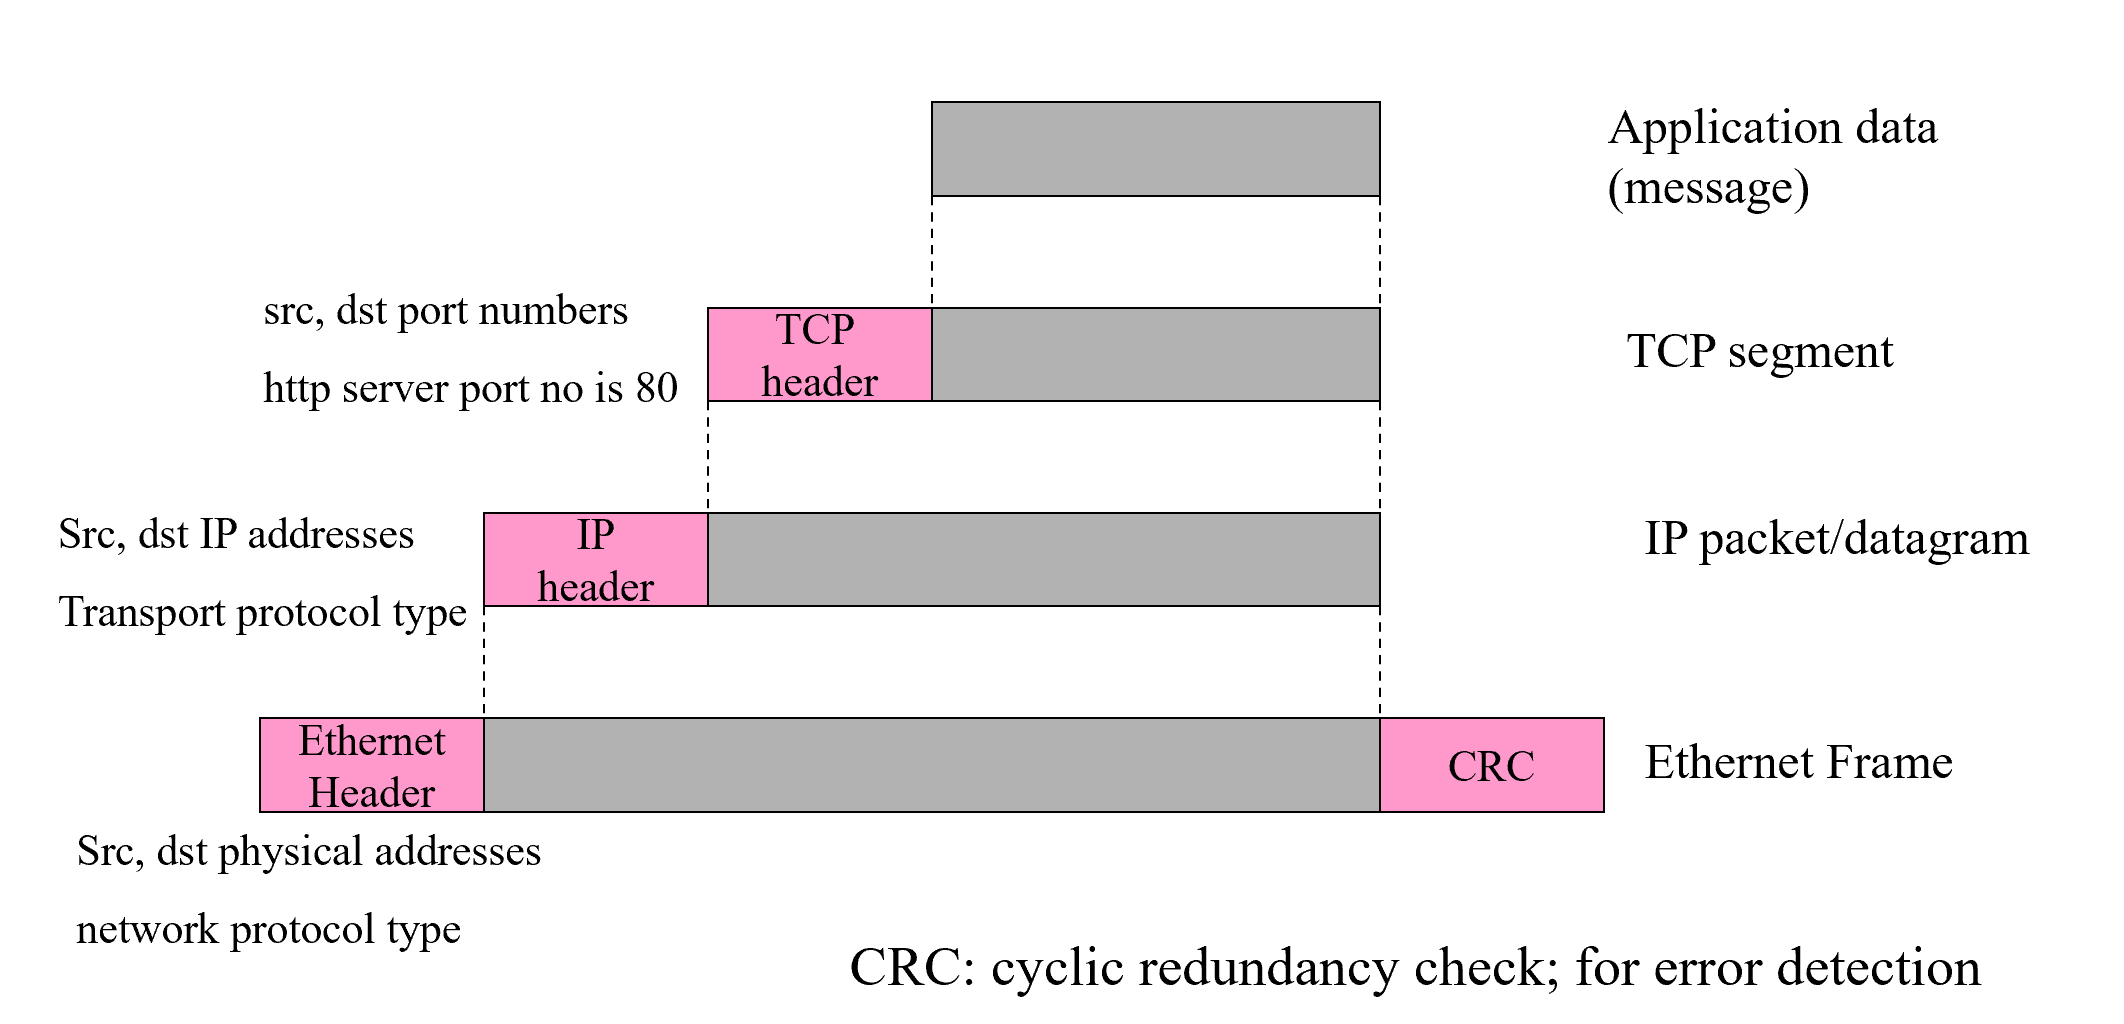 Application data
(message)
src, dst port numbers
http server port no is 80
TCP
header
TCP segment
Src, dst IP addresses
Transport protocol type
IP
header
IP packet/datagram
Ethernet
Header
CRC
Ethernet Frame
Src, dst physical addresses
network protocol type
CRC: cyclic redundancy check; for error detection